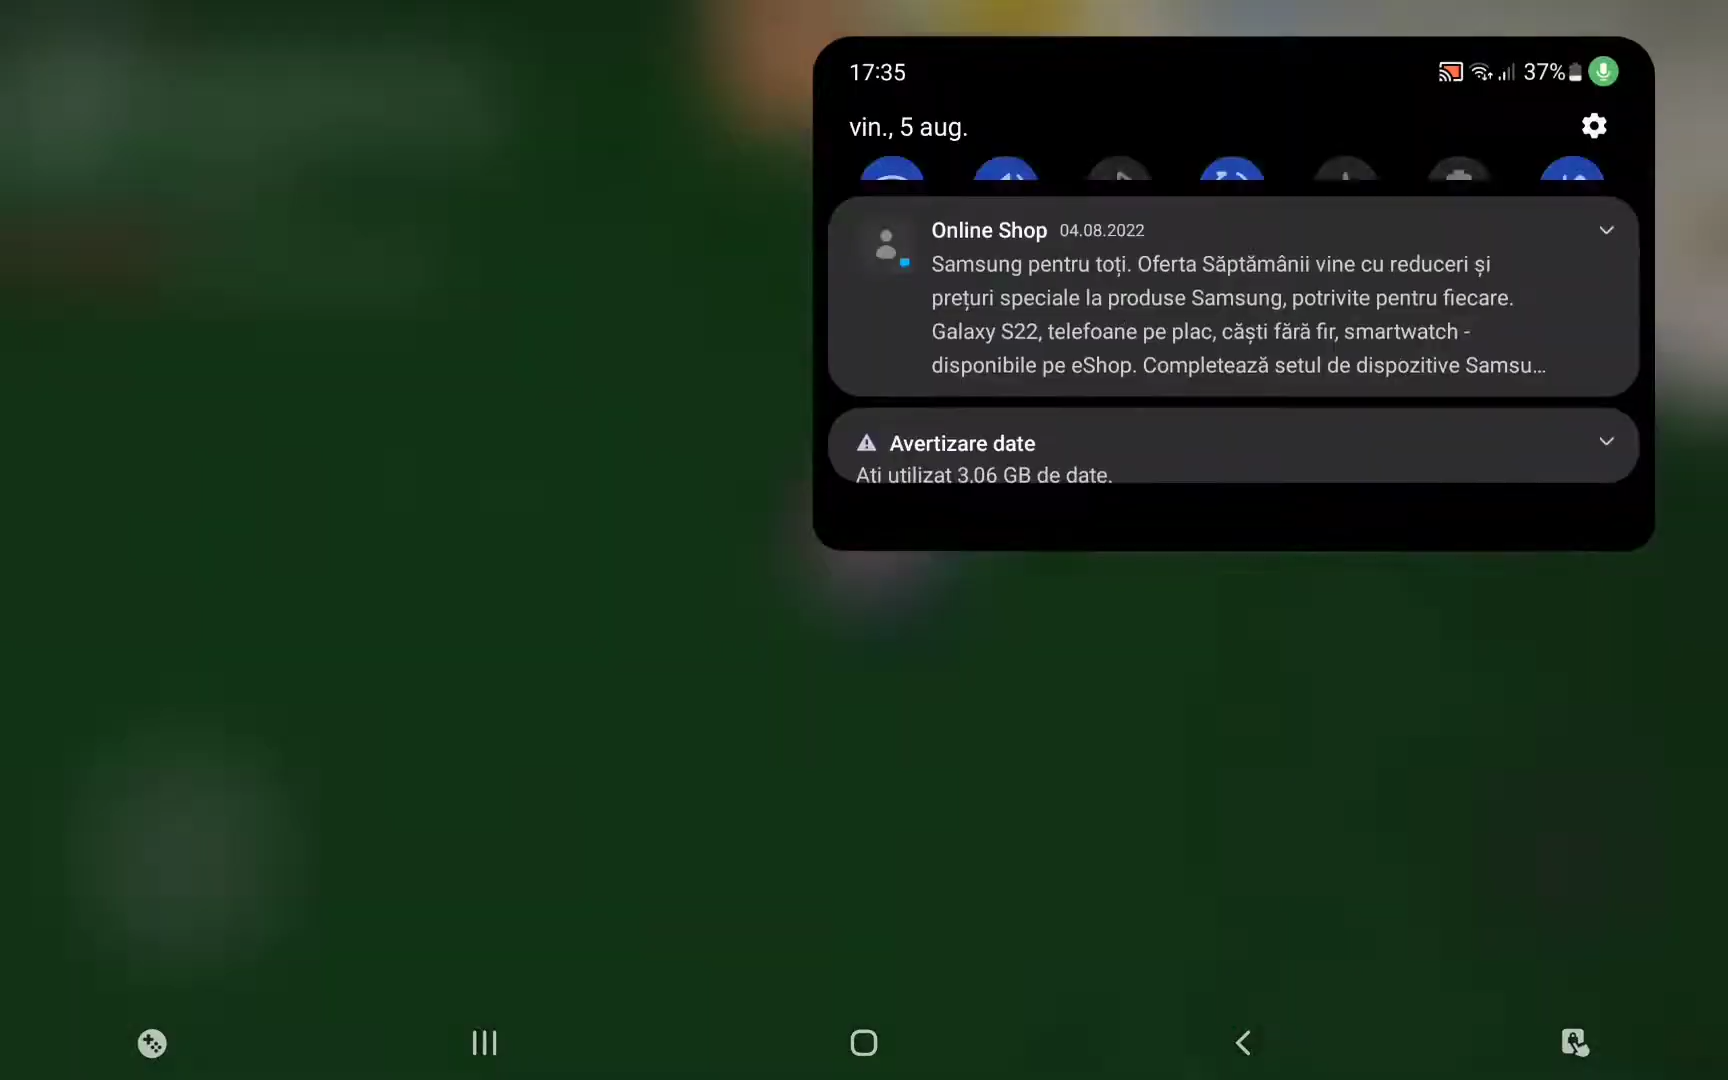 17:35
37%
vin., 5 aug.
Online Shop 04.08.2022
Samsung pentru toți. Oferta Săptămânii vine cu reduceri și
prețuri speciale la produse Samsung, potrivite pentru fiecare.
Galaxy S22, telefoane pe plac, căști fără fir, smartwatch -
disponibile pe eShop. Completează setul de dispozitive Samsu...
Avertizare date
Ați utilizat 3.06 GB de date.